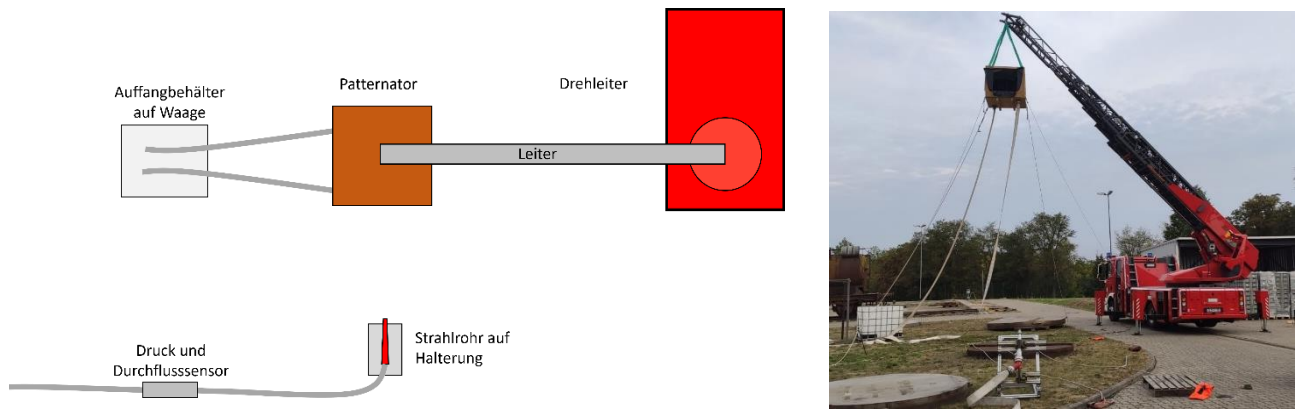 Auffangbehälter
auf Waage
Patternator
Drehleiter
Leiter
Druck und
Durchflusssensor
Strahlrohr auf
Halterung